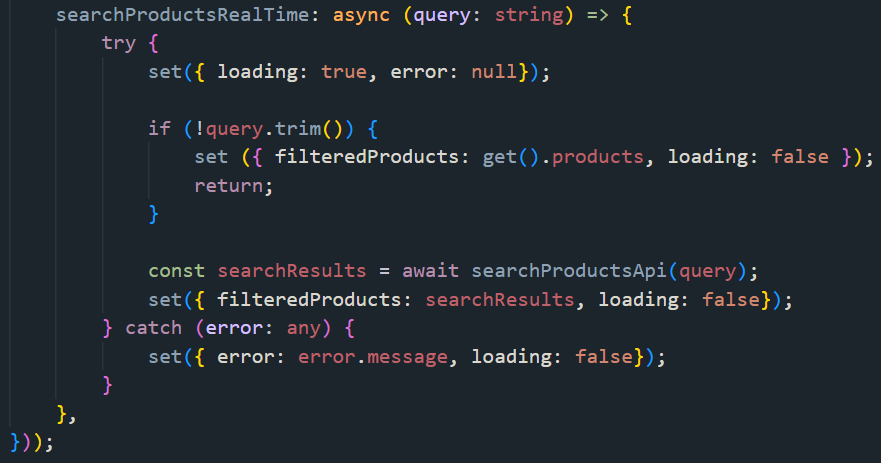 searchProductsRealTime: async (query: string) => {
try {
set({ loading: true, error: null});
if (!query.trim()) {
set ({ filteredProducts: get().products, loading: false });
return;
}
const searchResults = await searchProductsApi(query);
set({ filteredProducts: searchResults, loading: false});
} catch (error: any) {
set({ error: error.message, loading: false});
}
},
}));